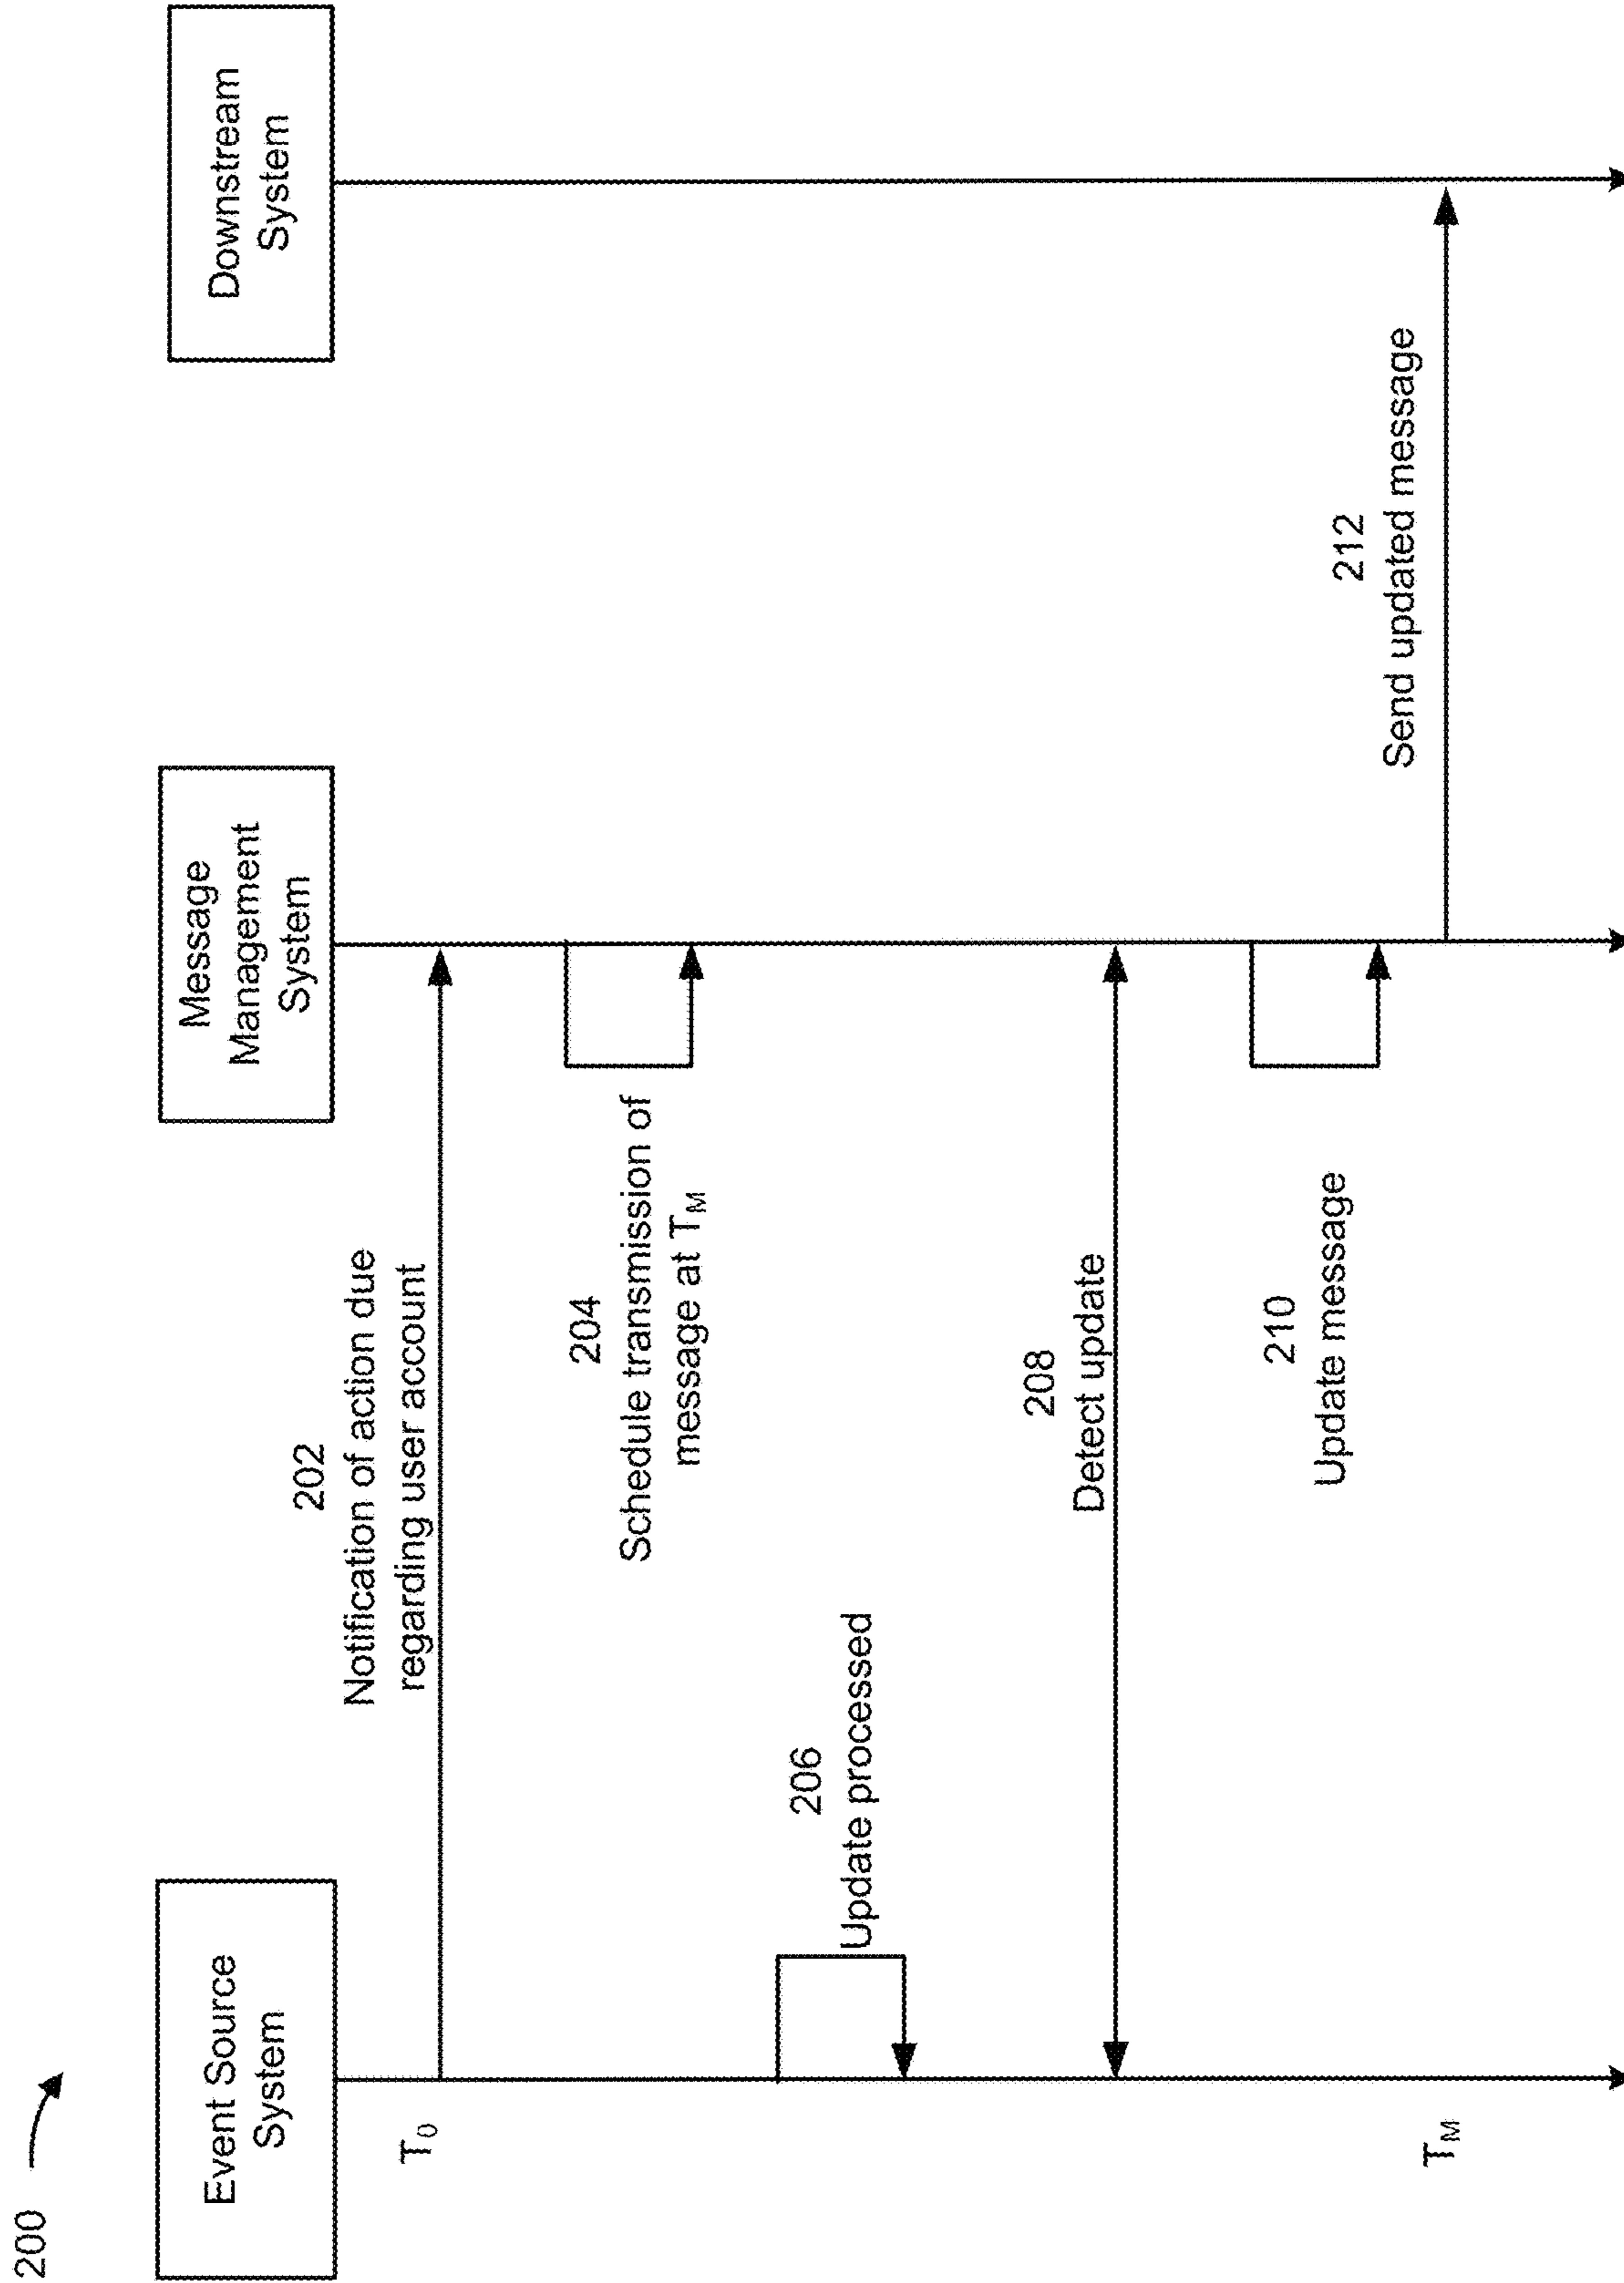 200
Event Source
System
Message
Management
System
Downstream
System
T0
202
Notification of action due
regarding user account
204
Schedule transmission of
message at TM
206
Update processed
208
Detect update
210
Update message
212
Send updated message
TM